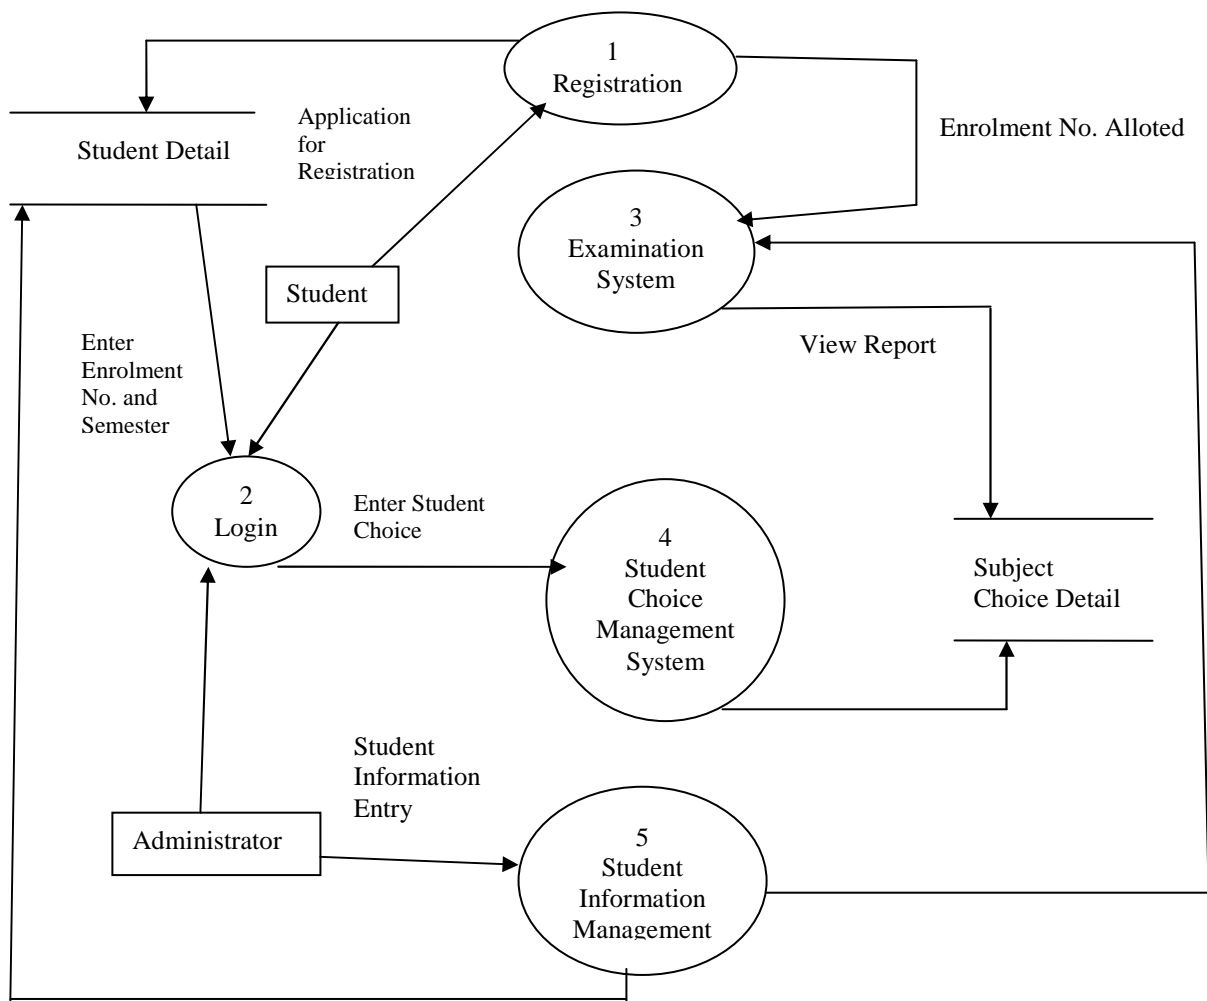 1
Registration
Application
for
Registration
Student Detail
Enrolment No. Alloted
3
Examination
System
Student
Enter
Enrolment
No. and
Semester
View Report
2
Login
Enter Student
Choice
4
Student
Choice
Management
System
Subject
Choice Detail
Student
Information
Entry
Administrator
5
Student
Information
Management